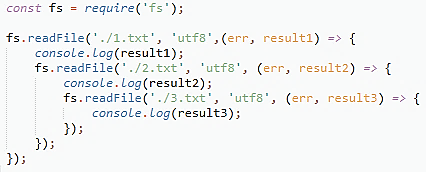 const fs = require('fs');
fs.readFile('./1.txt', 'utf8',(err, result1) => {
    console.log(result1);
    fs.readFile('./2.txt', 'utf8', (err, result2) => {
        console.log(result2);
        fs.readFile('./3.txt', 'utf8', (err, result3) => {
            console.log(result3);
        });
    });
});